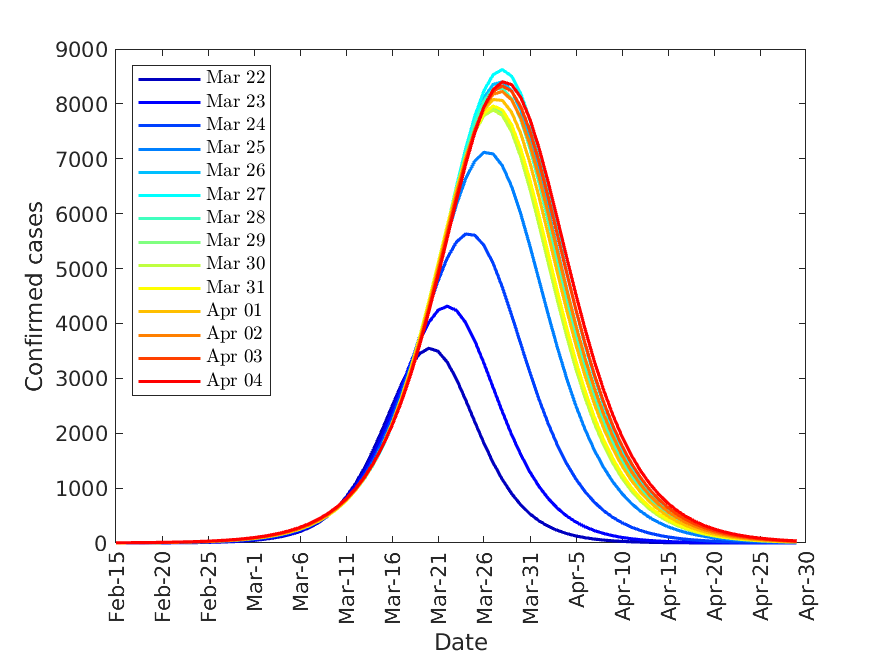 9000
8000
7000
6000
5000
4000
3000
2000
1000
0
Confirmed cases
Mar 22
Mar 23
Mar 24
Mar 25
Mar 26
Mar 27
Mar 28
Mar 29
Mar 30
Mar 31
Apr 01
Apr 02
Apr 03
Apr 04
Feb-15
Feb-20
Feb-25
Mar-1
Mar-6
Mar-11
Mar-16
Mar-21
Mar-26
Mar-31
Apr-5
Apr-10
Apr-15
Apr-20
Apr-25
Apr-30
Date